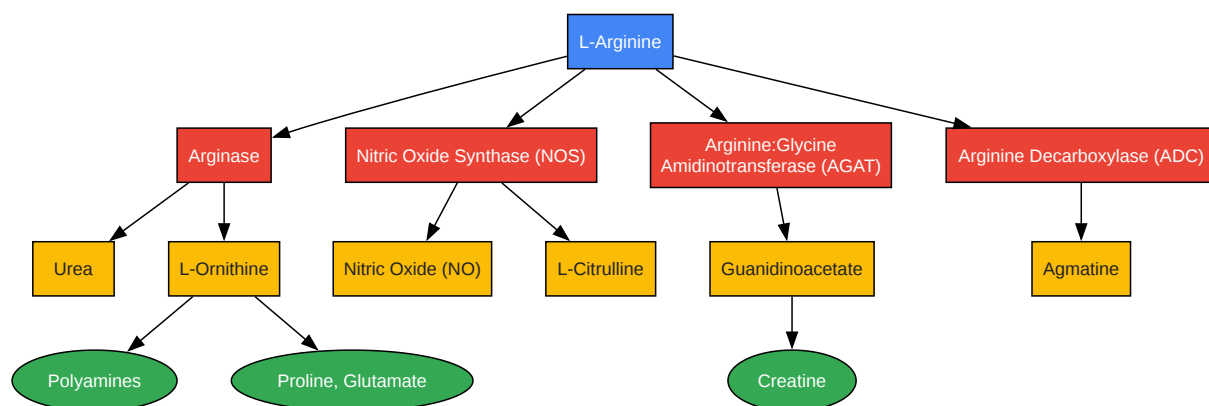 L-Arginine
Arginase
Nitric Oxide Synthase (NOS)
Arginine:Glycine
Amidinotransferase (AGAT)
Arginine Decarboxylase (ADC)
Urea
L-Ornithine
Nitric Oxide (NO)
L-Citrulline
Guanidinoacetate
Agmatine
Polyamines
Proline, Glutamate
Creatine